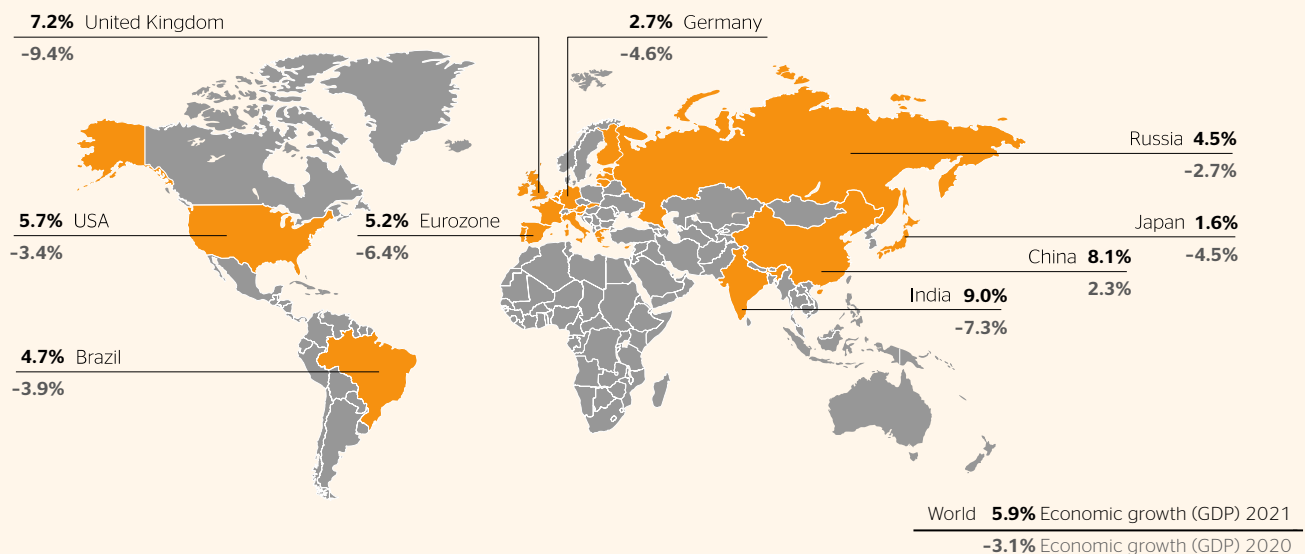 7.2% United Kingdom
–9.4%
2.7% Germany
–4.6%
Russia 4.5%
–2.7%
5.7% USA
–3.4%
5.2% Eurozone
–6.4%
Japan 1.6%
–4.5%
China 8.1%
2.3%
India 9.0%
–7.3%
4.7% Brazil
–3.9%
World 5.9% Economic growth (GDP) 2021
–3.1% Economic growth (GDP) 2020